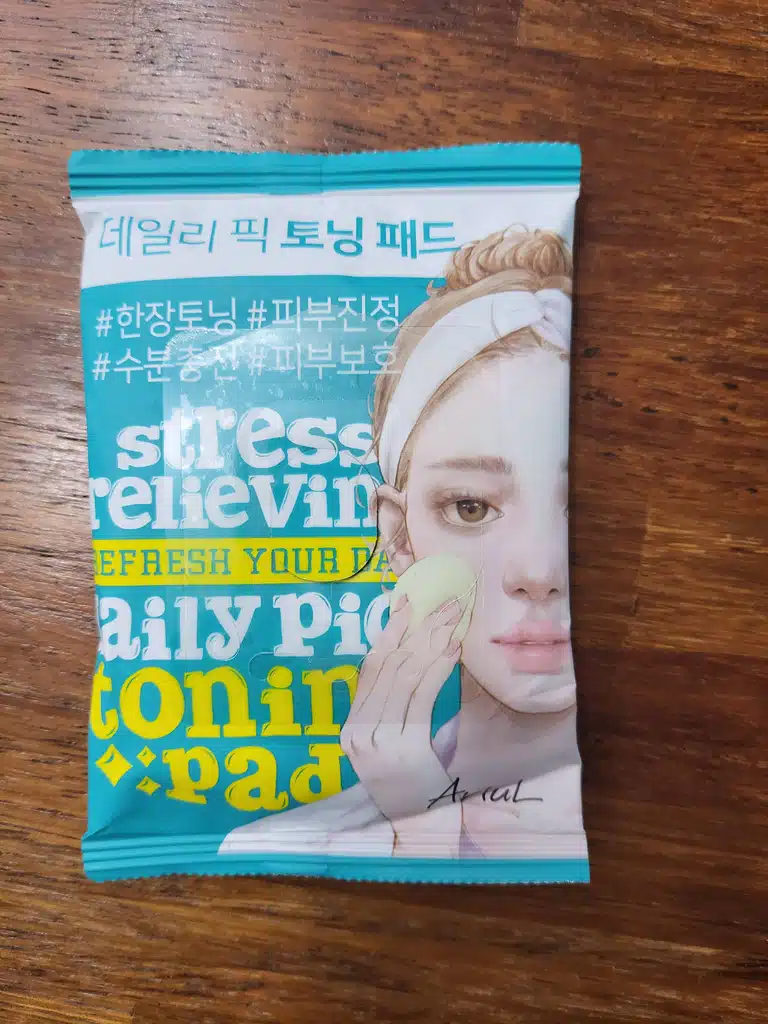 데일리 픽 토닝 패드
#한장토닝 #피부진정
#수분충전 #피부보호
stress
relievin
REFRESH YOUR DA
aily pic
tonin
pad
Ariul